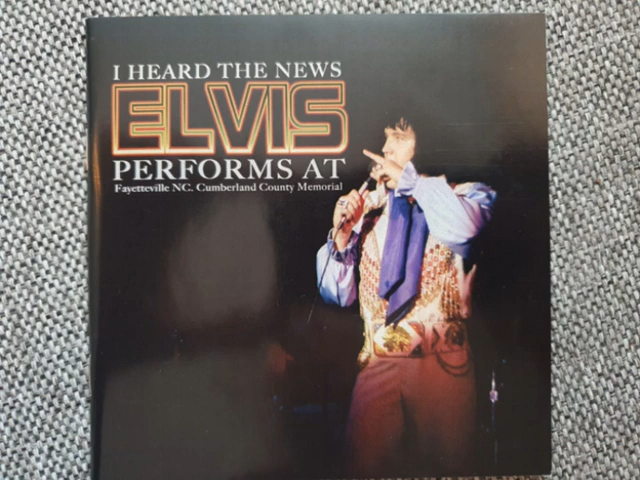 I HEARD THE NEWS
ELVIS
PERFORMS AT
Fayetteville NC. Cumberland County Memorial